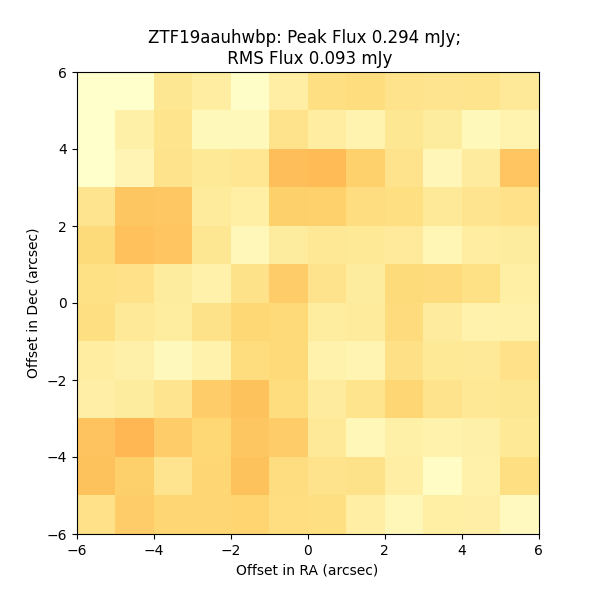 ZTF19aauhwbp: Peak Flux 0.294 mJy;
RMS Flux 0.093 mJy
6
4
2
0
−2
−4
−6
Offset in Dec (arcsec)
−6 −4 −2 0 2 4 6
Offset in RA (arcsec)